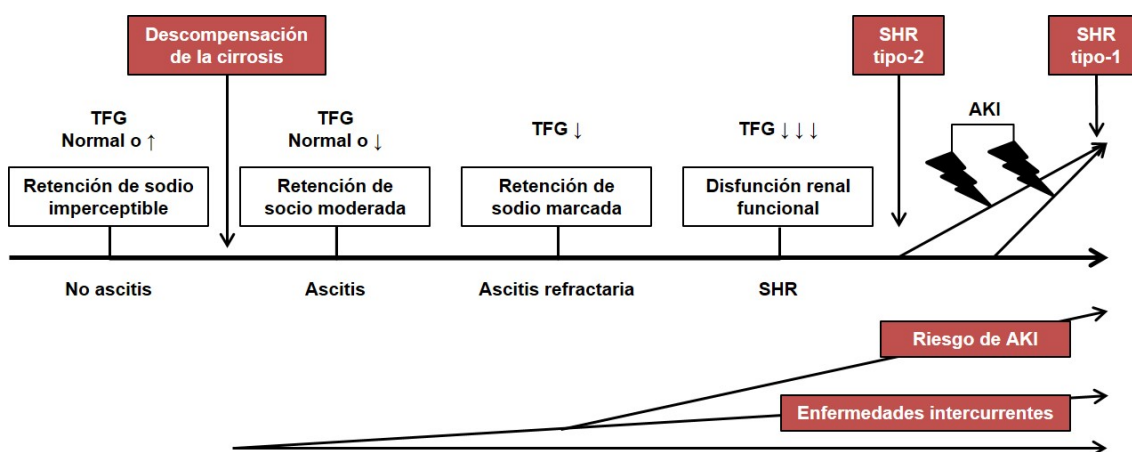 Descompensación
de la cirrosis
SHR
tipo-2
SHR
tipo-1
TFG
Normal o ↑
TFG
Normal o ↓
TFG ↓
TFG ↓↓↓
AKI
Retención de sodio
imperceptible
Retención de
socio moderada
Retención de
sodio marcada
Disfunción renal
funcional
No ascitis
Ascitis
Ascitis refractaria
SHR
Riesgo de AKI
Enfermedades intercurrentes